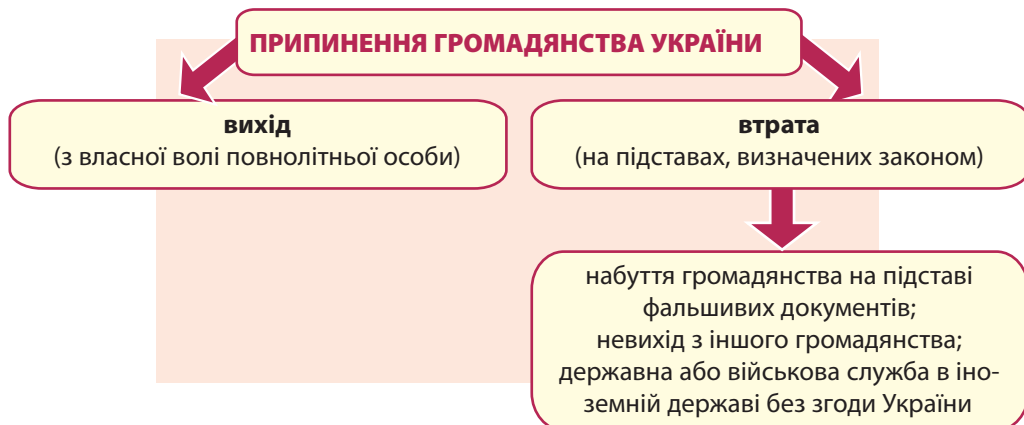 ПРИПИНЕННЯ ГРОМАДЯНСТВА УКРАЇНИ
вихід
(з власної волі повнолітньої особи)
втрата
(на підставах, визначених законом)
набуття громадянства на підставі
фальшивих документів;
невихід з іншого громадянства;
державна або військова служба в іно-
земній державі без згоди України